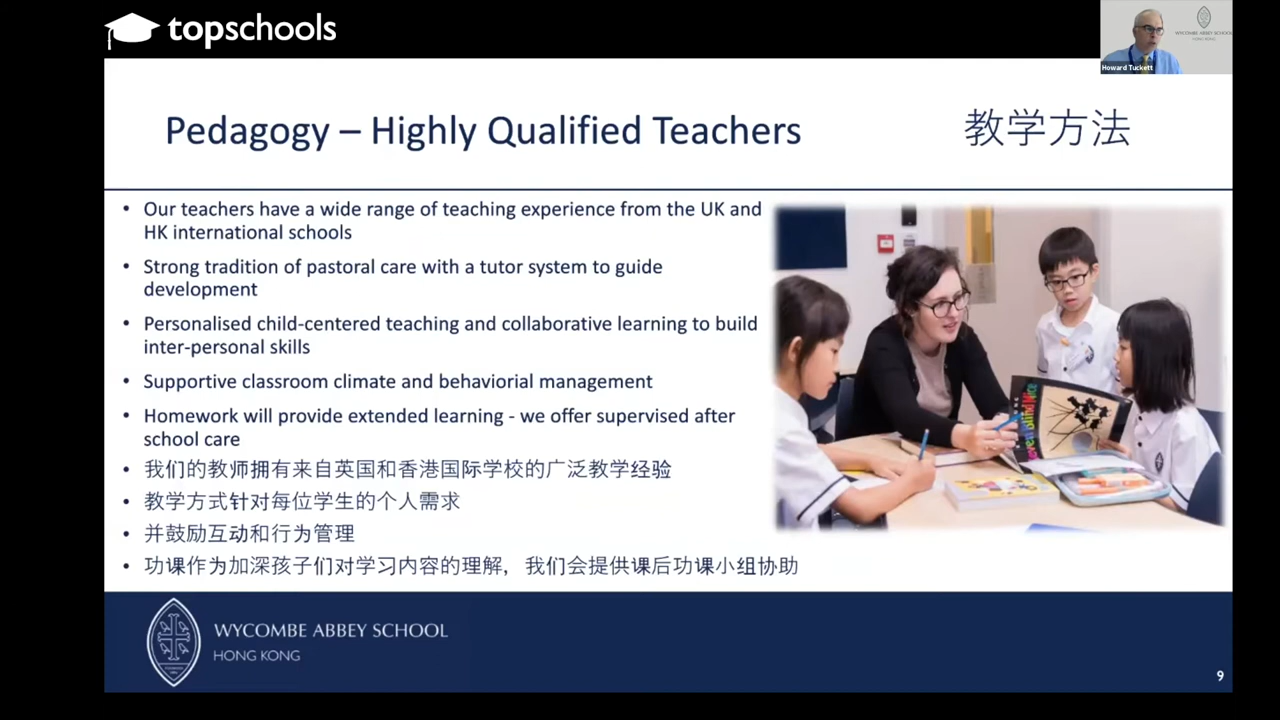 topschools
WYCOMBE ABBEY SCHOOL
HONG KONG
Howard Tuckett
Pedagogy – Highly Qualified Teachers
教学方法
• Our teachers have a wide range of teaching experience from the UK and
HK international schools
• Strong tradition of pastoral care with a tutor system to guide
development
• Personalised child-centered teaching and collaborative learning to build
inter-personal skills
• Supportive classroom climate and behaviorial management
• Homework will provide extended learning - we offer supervised after
school care
• 我们的教师拥有来自英国和香港国际学校的广泛教学经验
• 教学方式针对每位学生的个人需求
• 并鼓励互动和行为管理
• 功课作为加深孩子们对学习内容的理解，我们会提供课后功课小组协助
WYCOMBE ABBEY SCHOOL
HONG KONG
9